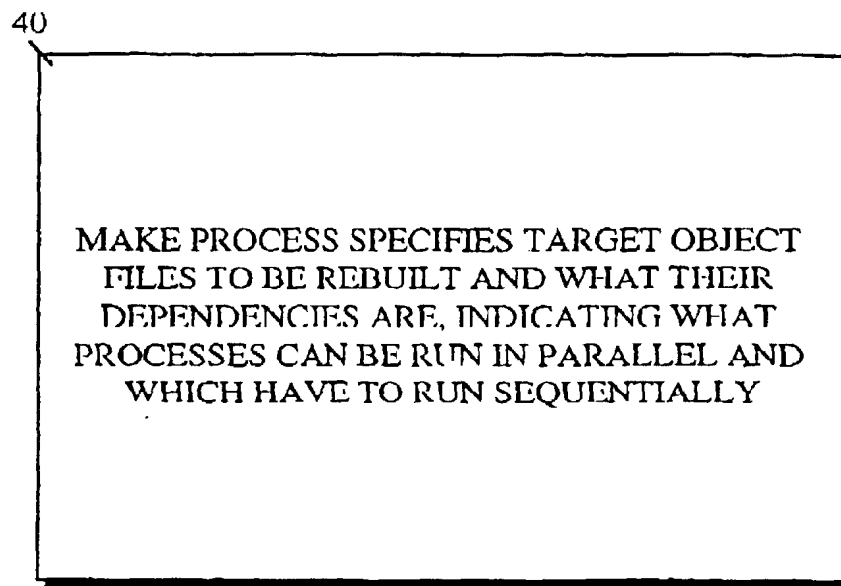 40
MAKE PROCESS SPECIFIES TARGET OBJECT
FILES TO BE REBUILT AND WHAT THEIR
DEPENDENCIES ARE, INDICATING WHAT
PROCESSES CAN BE RUN IN PARALLEL AND
WHICH HAVE TO RUN SEQUENTIALLY